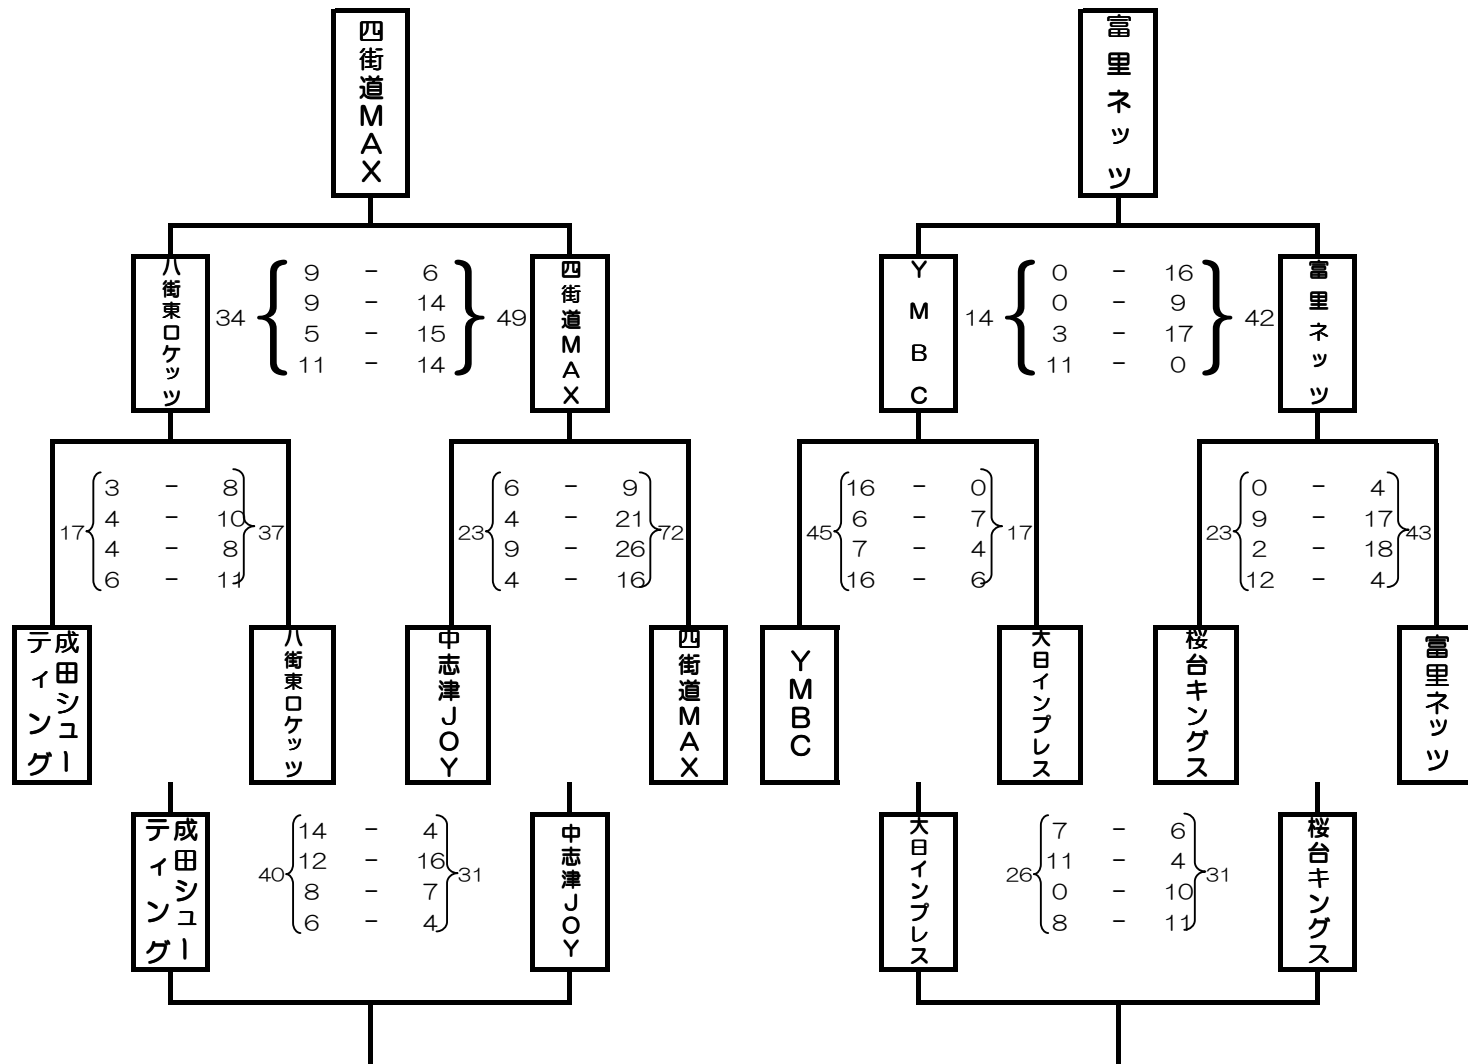 四街道MAX
富里ネッツ
八街東ロケッツ
34
9 - 6
9 - 14
5 - 15
11 - 14
49
四街道MAX
YMBC
14
0 - 16
0 - 9
3 - 17
11 - 0
42
富里ネッツ
17
3 - 8
4 - 10
4 - 8
6 - 11
37
23
6 - 9
4 - 21
9 - 26
4 - 16
72
45
16 - 0
6 - 7
7 - 4
16 - 6
17
23
0 - 4
9 - 17
2 - 18
12 - 4
43
成田シュー
ティング
八街東ロケッツ
中志津JOY
四街道MAX
YMBC
大日インプレス
桜台キングス
富里ネッツ
成田シュー
ティング
40
14 - 4
12 - 16
8 - 7
6 - 4
31
中志津JOY
大日インプレス
26
7 - 6
11 - 4
0 - 10
8 - 11
31
桜台キングス